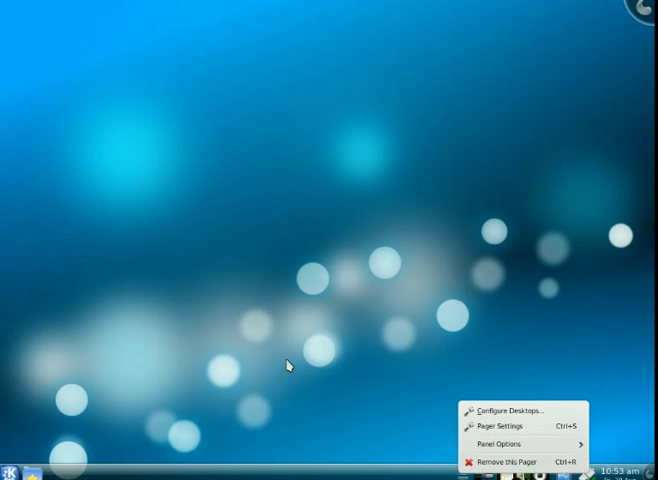 Configure Desktops...
Pager Settings Ctrl+S
Panel Options
Remove this Pager Ctrl+R
10:53 am